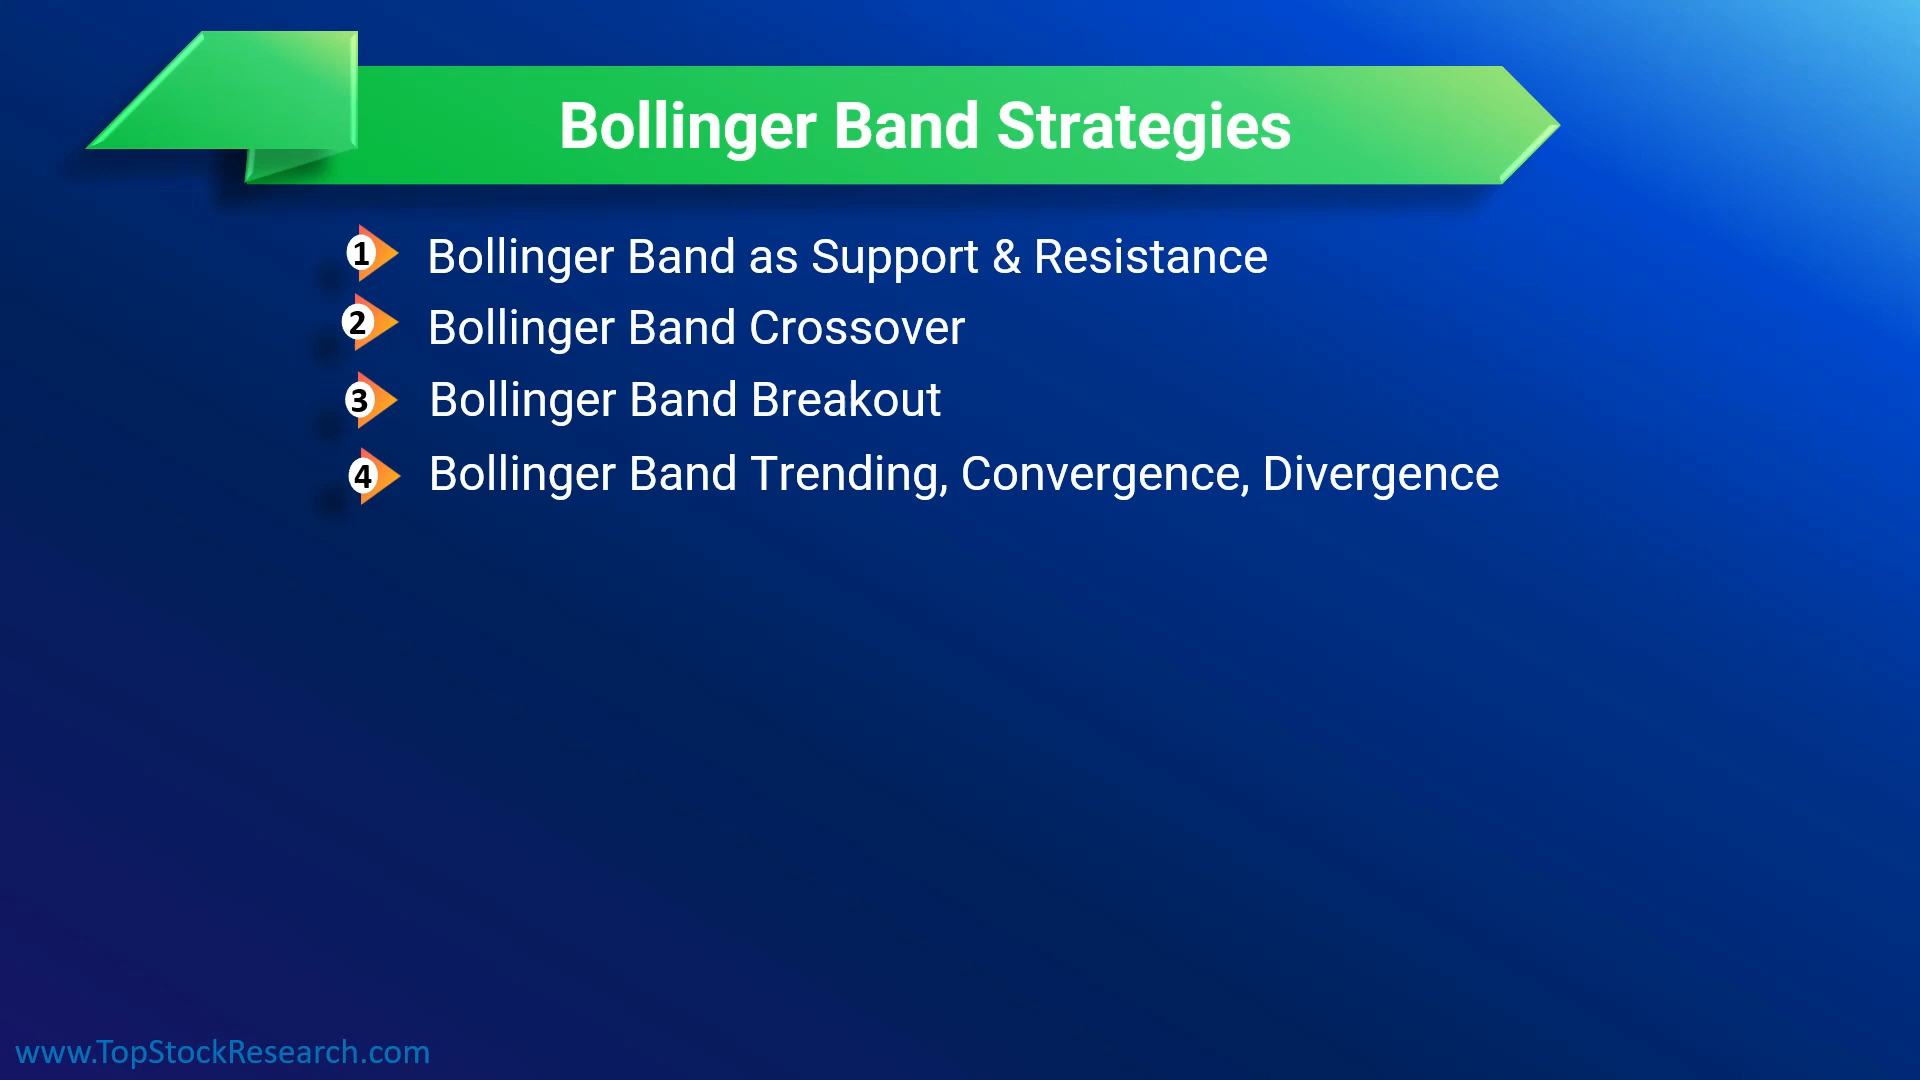 Bollinger Band Strategies
1 Bollinger Band as Support & Resistance
2 Bollinger Band Crossover
3 Bollinger Band Breakout
4 Bollinger Band Trending, Convergence, Divergence
www.TopStockResearch.com